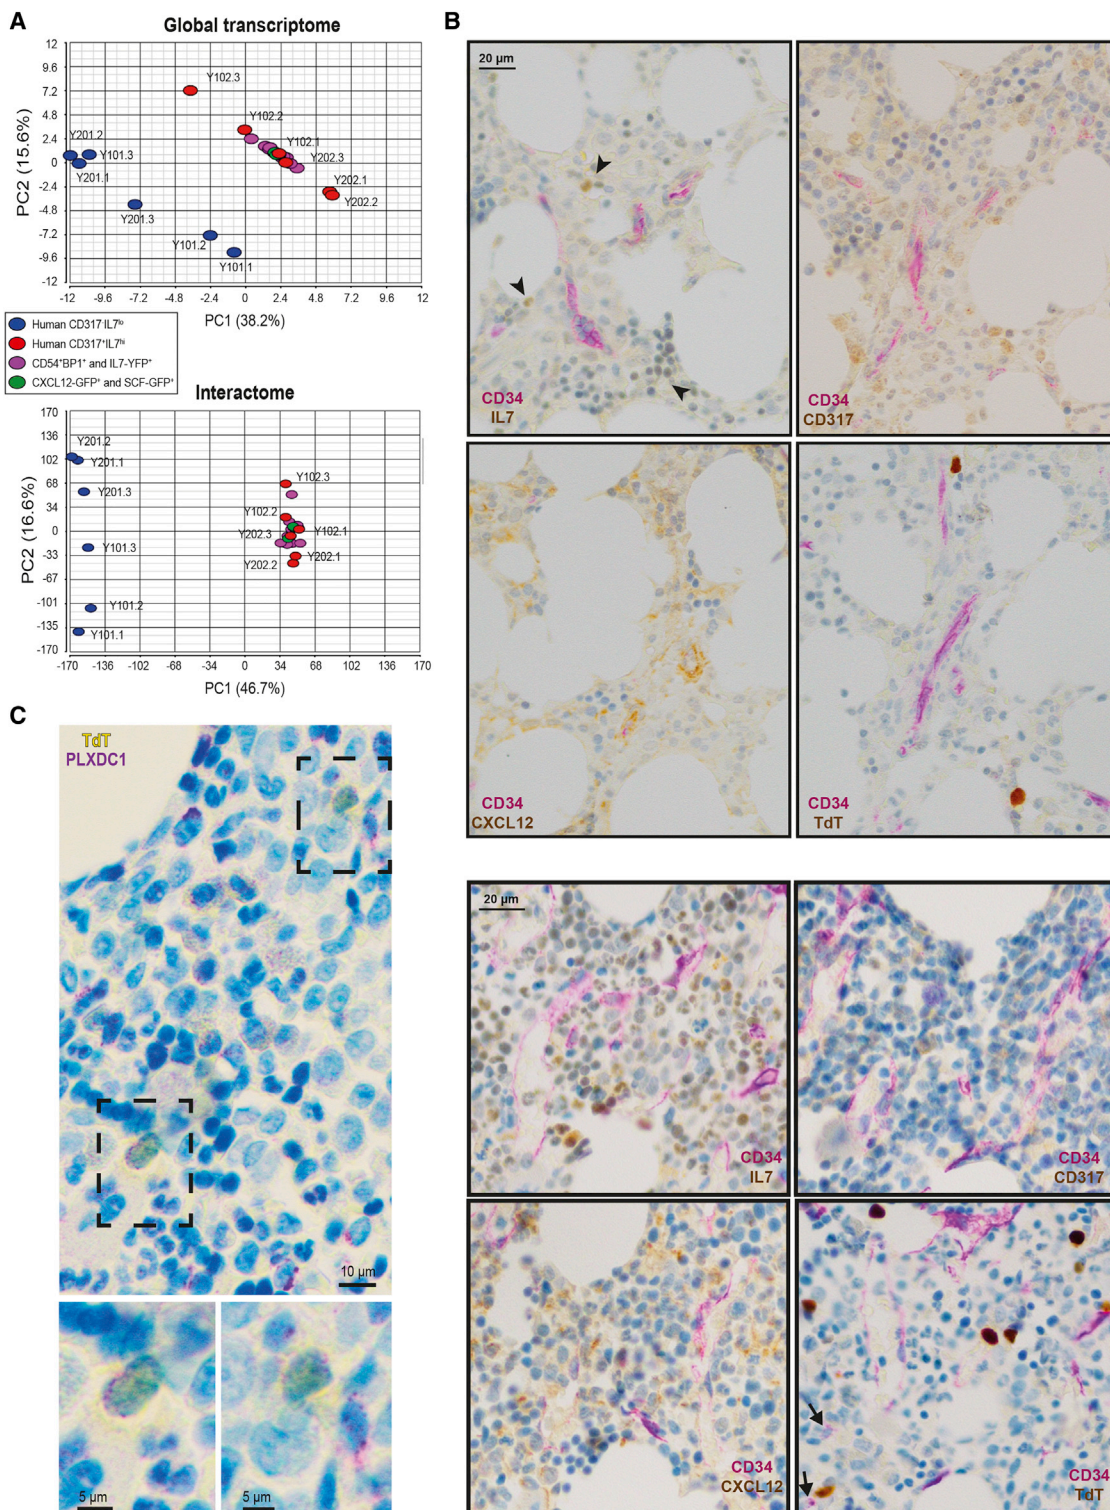 A
Global transcriptome
12
9.6
7.2
4.8
2.4
0
-2.4
-4.8
-7.2
-9.6
-12
PC2 (15.6%)
Y102.3
Y102.2
Y201.2
Y102.1
Y101.3
Y202.3
Y201.1
Y202.1
Y202.2
Y201.3
Y101.2
Y101.1
-12 -9.6 -7.2 -4.8 -2.4 0 2.4 4.8 7.2 9.6 12
PC1 (38.2%)
Human CD317⁻IL7ˡᵒ
Human CD317⁺IL7ʰⁱ
CD54⁺BP1⁺ and IL7-YFP⁺
CXCL12-GFP⁺ and SCF-GFP⁺
Interactome
170
136
102
68
34
0
-33
-67
-101
-135
-170
PC2 (16.6%)
Y201.2
Y201.1
Y102.3
Y201.3
Y102.2
Y202.3
Y102.1
Y101.3
Y202.1
Y202.2
Y101.2
Y101.1
-170 -136 -102 -68 -34 0 34 68 102 136 170
PC1 (46.7%)
B
20 µm
CD34
IL7
CD34
CD317
CD34
CXCL12
CD34
TdT
20 µm
CD34
IL7
CD34
CD317
CD34
CXCL12
CD34
TdT
C
TdT
PLXDC1
10 µm
5 µm
5 µm